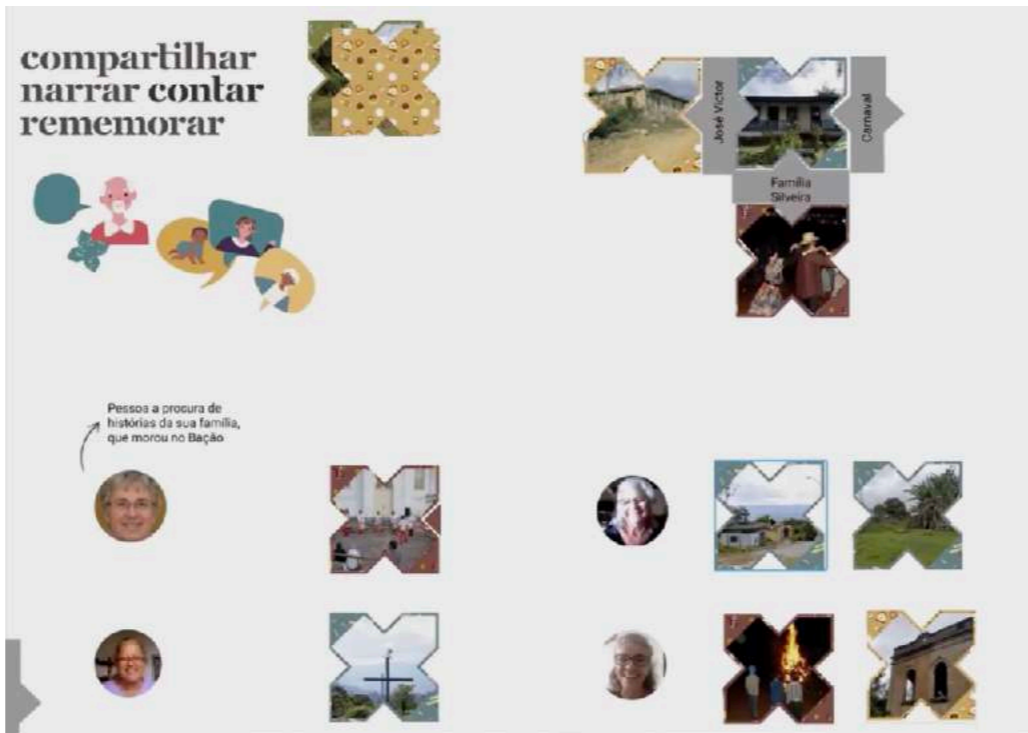 compartilhar
narrar contar
rememorar
José Victor
Carnaval
Família
Silveira
Pessoa a procura de
histórias da sua família,
que morou no Bação